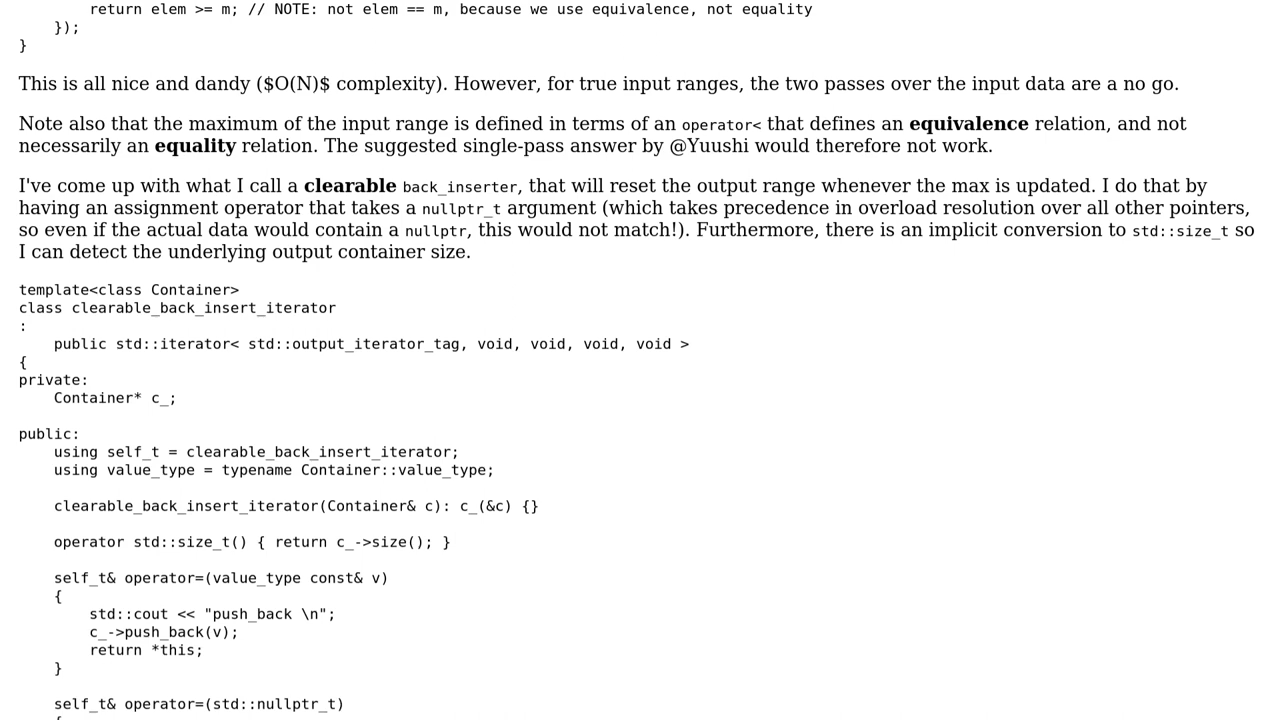 return elem >= m; // NOTE: not elem == m, because we use equivalence, not equality
    });
}
This is all nice and dandy ($O(N)$ complexity). However, for true input ranges, the two passes over the input data are a no go.
Note also that the maximum of the input range is defined in terms of an operator< that defines an equivalence relation, and not
necessarily an equality relation. The suggested single-pass answer by @Yuushi would therefore not work.
I've come up with what I call a clearable back_inserter, that will reset the output range whenever the max is updated. I do that by
having an assignment operator that takes a nullptr_t argument (which takes precedence in overload resolution over all other pointers,
so even if the actual data would contain a nullptr, this would not match!). Furthermore, there is an implicit conversion to std::size_t so
I can detect the underlying output container size.
template<class Container>
class clearable_back_insert_iterator
:
    public std::iterator< std::output_iterator_tag, void, void, void, void >
{
private:
    Container* c_;
public:
    using self_t = clearable_back_insert_iterator;
    using value_type = typename Container::value_type;
    clearable_back_insert_iterator(Container& c): c_(&c) {}
    operator std::size_t() { return c_->size(); }
    self_t& operator=(value_type const& v)
    {
        std::cout << "push_back \n";
        c_->push_back(v);
        return *this;
    }
    self_t& operator=(std::nullptr_t)
    {